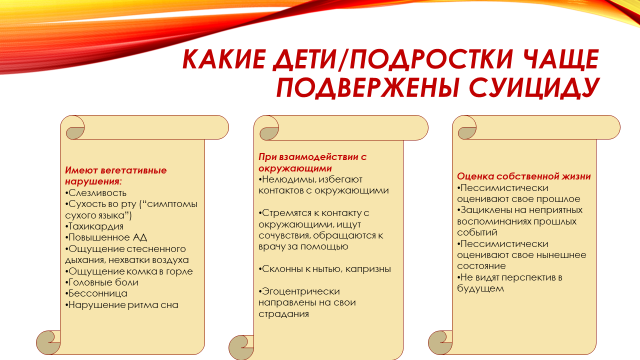 КАКИЕ ДЕТИ/ПОДРОСТКИ ЧАЩЕ
ПОДВЕРЖЕНЫ СУИЦИДУ
Имеют вегетативные
нарушения:
•Слезливость
•Сухость во рту (“симптомы
сухого языка”)
•Тахикардия
•Повышенное АД
•Ощущение стесненного
дыхания, нехватки воздуха
•Ощущение комка в горле
•Головные боли
•Бессонница
•Нарушение ритма сна
При взаимодействии с
окружающими
•Нелюдимы, избегают
контактов с окружающими
•Стремятся к контакту с
окружающими, ищут
сочувствия, обращаются к
врачу за помощью
•Склонны к нытью, капризны
•Эгоцентрически
направлены на свои
страдания
Оценка собственной жизни
•Пессимистически
оценивают свое прошлое
•Зациклены на неприятных
воспоминаниях прошлых
событий
•Пессимистически
оценивают свое нынешнее
состояние
•Не видят перспектив в
будущем